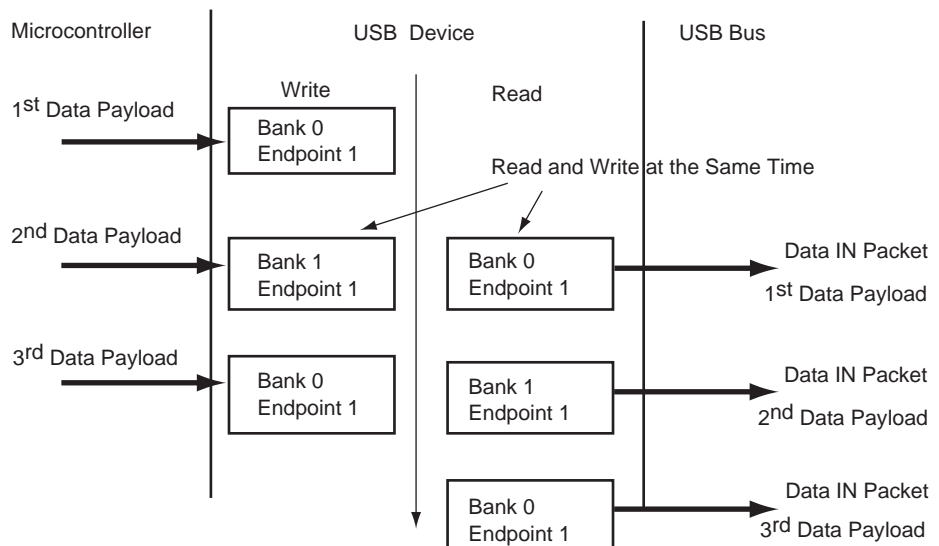 Microcontroller
USB Device
USB Bus
Write
Read
1st Data Payload
Bank 0
Endpoint 1
Read and Write at the Same Time
2nd Data Payload
Bank 1
Endpoint 1
Bank 0
Endpoint 1
Data IN Packet
1st Data Payload
3rd Data Payload
Bank 0
Endpoint 1
Bank 1
Endpoint 1
Data IN Packet
2nd Data Payload
Bank 0
Endpoint 1
Data IN Packet
3rd Data Payload